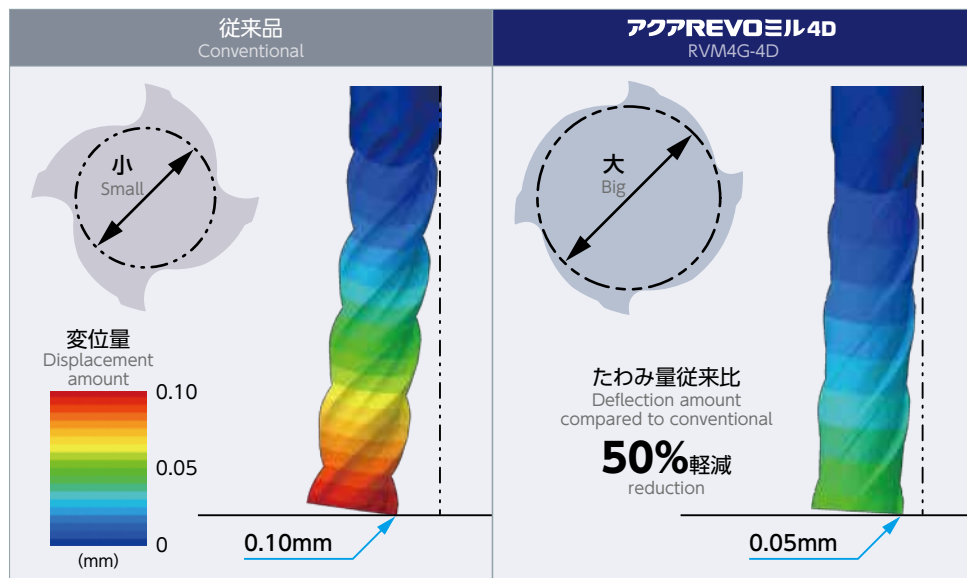 従来品
Conventional
小
Small
変位量
Displacement
amount
0.10
0.05
0
(mm)
0.10mm
アクアREVOミル4D
RVM4G-4D
大
Big
たわみ量従来比
Deflection amount
compared to conventional
50%軽減
reduction
0.05mm